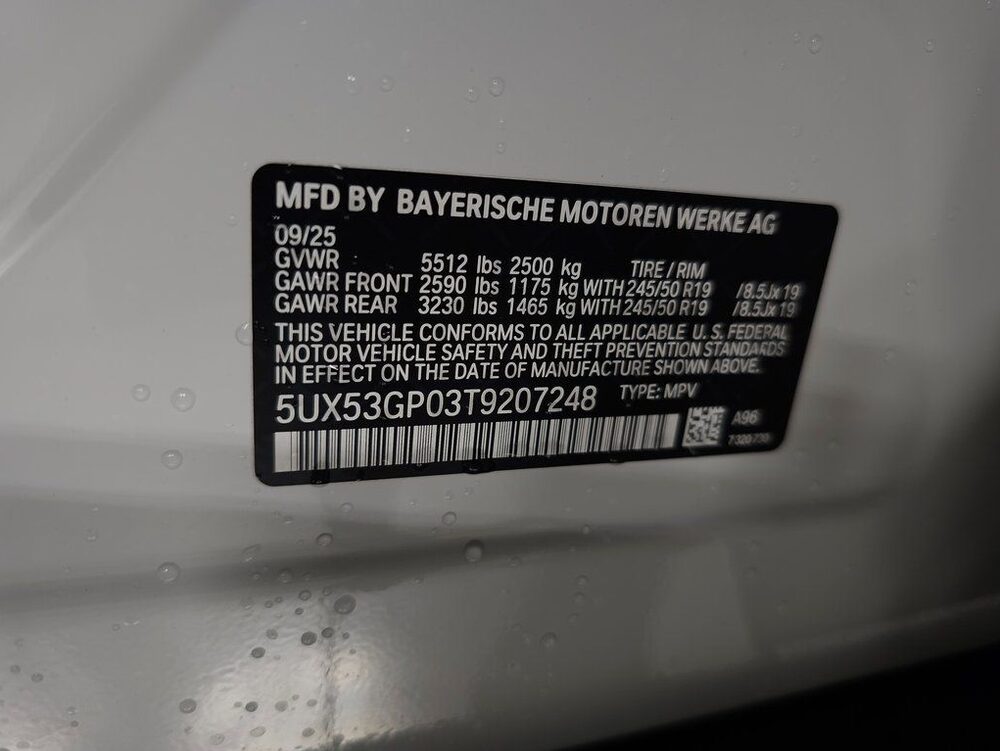 MFD BY BAYERISCHE MOTOREN WERKE AG
09/25
GVWR 5512 lbs 2500 kg TIRE / RIM
GAWR FRONT 2590 lbs 1175 kg WITH 245/50 R19 /8.5Jx19
GAWR REAR 3230 lbs 1465 kg WITH 245/50 R19 /8.5Jx19
THIS VEHICLE CONFORMS TO ALL APPLICABLE U.S. FEDERAL
MOTOR VEHICLE SAFETY AND THEFT PREVENTION STANDARDS
IN EFFECT ON THE DATE OF MANUFACTURE SHOWN ABOVE.
5UX53GP03T9207248 TYPE: MPV
A96